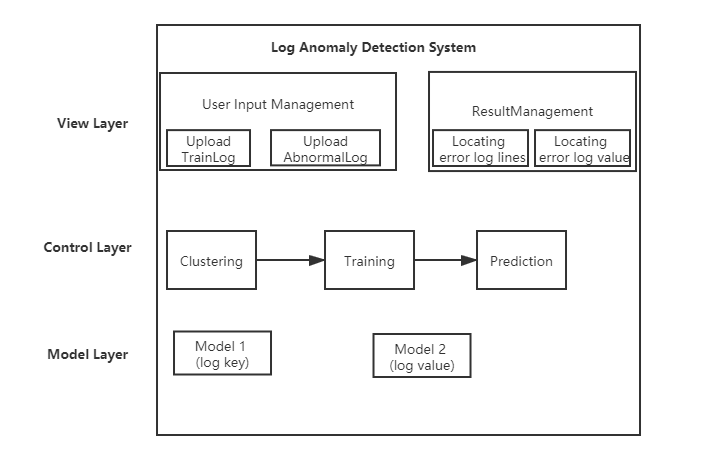 Log Anomaly Detection System
View Layer
User Input Management
Upload
TrainLog
Upload
AbnormalLog
ResultManagement
Locating
error log lines
Locating
error log value
Control Layer
Clustering
Training
Prediction
Model Layer
Model 1
(log key)
Model 2
(log value)